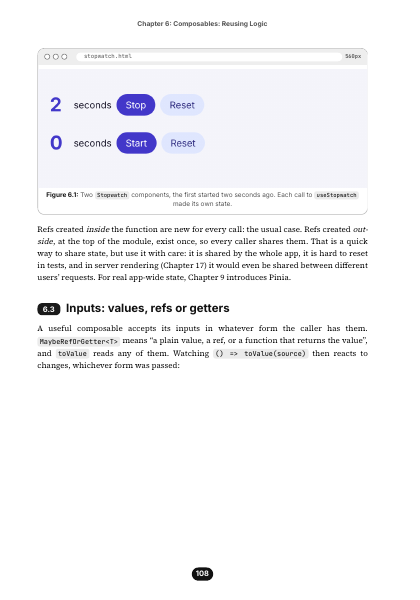 Chapter 6: Composables: Reusing Logic
stopwatch.html 560px
2 seconds Stop Reset
0 seconds Start Reset
Figure 6.1: Two Stopwatch components, the first started two seconds ago. Each call to useStopwatch
made its own state.
Refs created inside the function are new for every call: the usual case. Refs created out-
side, at the top of the module, exist once, so every caller shares them. That is a quick
way to share state, but use it with care: it is shared by the whole app, it is hard to reset
in tests, and in server rendering (Chapter 17) it would even be shared between different
users' requests. For real app-wide state, Chapter 9 introduces Pinia.
6.3 Inputs: values, refs or getters
A useful composable accepts its inputs in whatever form the caller has them.
MaybeRefOrGetter<T> means “a plain value, a ref, or a function that returns the value”,
and toValue reads any of them. Watching () => toValue(source) then reacts to
changes, whichever form was passed:
108